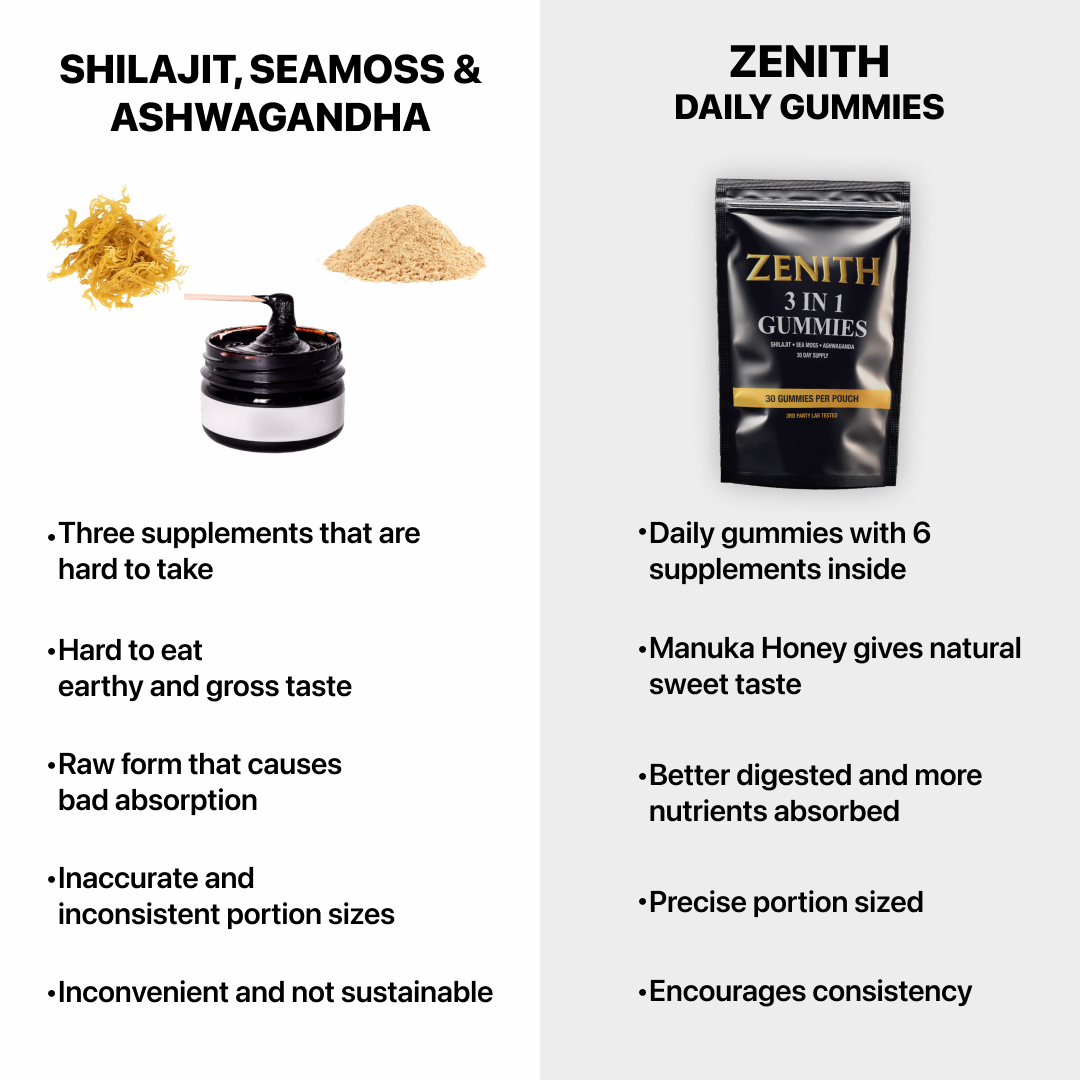 SHILAJIT, SEAMOSS &
ASHWAGANDHA
•Three supplements that are
hard to take
•Hard to eat
earthy and gross taste
•Raw form that causes
bad absorption
•Inaccurate and
inconsistent portion sizes
•Inconvenient and not sustainable
ZENITH
DAILY GUMMIES
ZENITH
3 IN 1
GUMMIES
SHILAJIT • SEA MOSS • ASHWAGANDA
30 DAY SUPPLY
30 GUMMIES PER POUCH
3RD PARTY LAB TESTED
•Daily gummies with 6
supplements inside
•Manuka Honey gives natural
sweet taste
•Better digested and more
nutrients absorbed
•Precise portion sized
•Encourages consistency